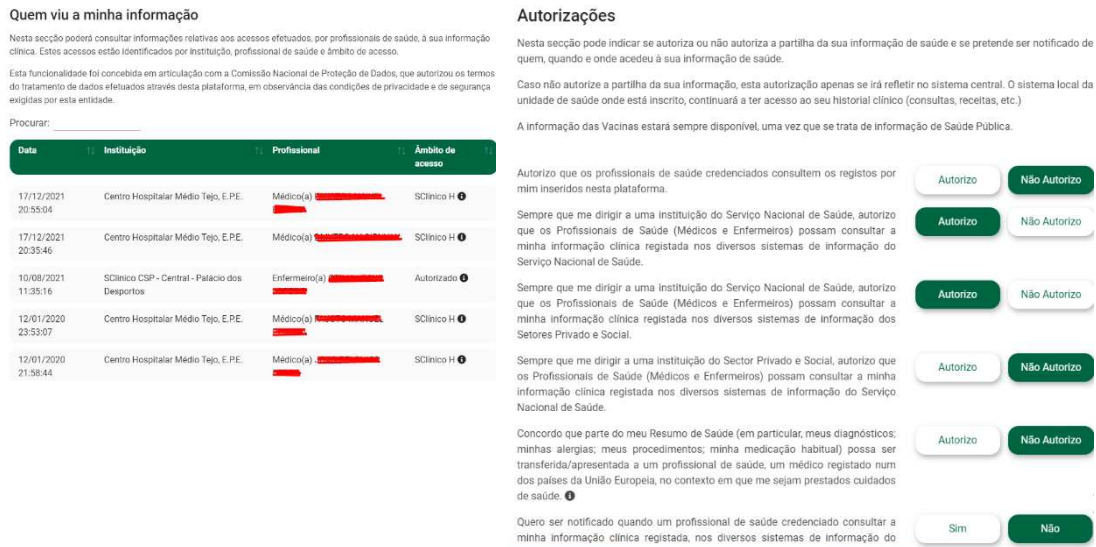 Quem viu a minha informação
Nesta secção poderá consultar informações relativas aos acessos efetuados, por profissionais de saúde, à sua informação
clínica. Estes acessos estão identificados por Instituição, profissional de saúde e âmbito de acesso.
Esta funcionalidade foi concebida em articulação com a Comissão Nacional de Proteção de Dados, que autorizou os termos
do tratamento de dados efetuados através desta plataforma, em observância das condições de privacidade e de segurança
exigidas por esta entidade.
Procurar:
Data Instituição Profissional Âmbito de
acesso
17/12/2021 Centro Hospitalar Médio Tejo, E.P.E. Médico(a) SClínico H
20:55:04
17/12/2021 Centro Hospitalar Médio Tejo, E.P.E. Médico(a) SClínico H
20:35:46
10/08/2021 SClínico CSP - Central - Palácio dos Enfermeiro(a) Autorizado
11:35:16 Desportos
12/01/2020 Centro Hospitalar Médio Tejo, E.P.E. Médico(a) SClínico H
23:53:07
12/01/2020 Centro Hospitalar Médio Tejo, E.P.E. Médico(a) SClínico H
21:58:44
Autorizações
Nesta secção pode indicar se autoriza ou não autoriza a partilha da sua informação de saúde e se pretende ser notificado de
quem, quando e onde acedeu à sua informação de saúde.
Caso não autorize a partilha da sua informação, esta autorização apenas se irá refletir no sistema central. O sistema local da
unidade de saúde onde está inscrito, continuará a ter acesso ao seu historial clínico (consultas, receitas, etc.)
A informação das Vacinas estará sempre disponível, uma vez que se trata de informação de Saúde Pública.
Autorizo que os profissionais de saúde credenciados consultem os registos por
mim inseridos nesta plataforma.
Autorizo Não Autorizo
Sempre que me dirigir a uma instituição do Serviço Nacional de Saúde, autorizo
que os Profissionais de Saúde (Médicos e Enfermeiros) possam consultar a
minha informação clínica registada nos diversos sistemas de informação do
Serviço Nacional de Saúde.
Autorizo Não Autorizo
Sempre que me dirigir a uma instituição do Serviço Nacional de Saúde, autorizo
que os Profissionais de Saúde (Médicos e Enfermeiros) possam consultar a
minha informação clínica registada nos diversos sistemas de informação dos
Setores Privado e Social.
Autorizo Não Autorizo
Sempre que me dirigir a uma instituição do Sector Privado e Social, autorizo que
os Profissionais de Saúde (Médicos e Enfermeiros) possam consultar a minha
informação clínica registada nos diversos sistemas de informação do Serviço
Nacional de Saúde.
Autorizo Não Autorizo
Concordo que parte do meu Resumo de Saúde (em particular, meus diagnósticos;
minhas alergias; meus procedimentos; minha medicação habitual) possa ser
transferida/apresentada a um profissional de saúde, um médico registado num
dos países da União Europeia, no contexto em que me sejam prestados cuidados
de saúde.
Autorizo Não Autorizo
Quero ser notificado quando um profissional de saúde credenciado consultar a
minha informação clínica registada, nos diversos sistemas de informação do
Sim Não